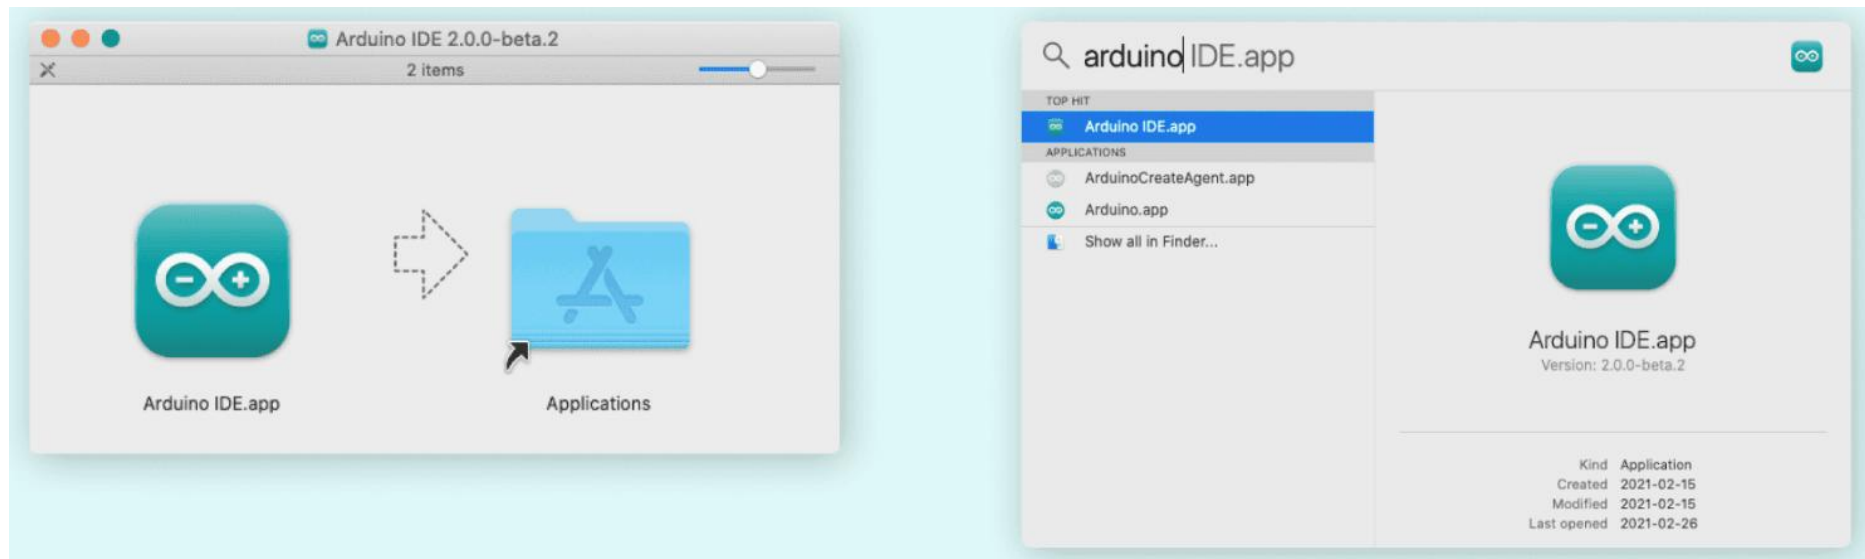 Arduino IDE 2.0.0-beta.2
2 items
Arduino IDE.app
Applications
arduino IDE.app
TOP HIT
Arduino IDE.app
APPLICATIONS
ArduinoCreateAgent.app
Arduino.app
Show all in Finder...
Arduino IDE.app
Version: 2.0.0-beta.2
Kind Application
Created 2021-02-15
Modified 2021-02-15
Last opened 2021-02-26